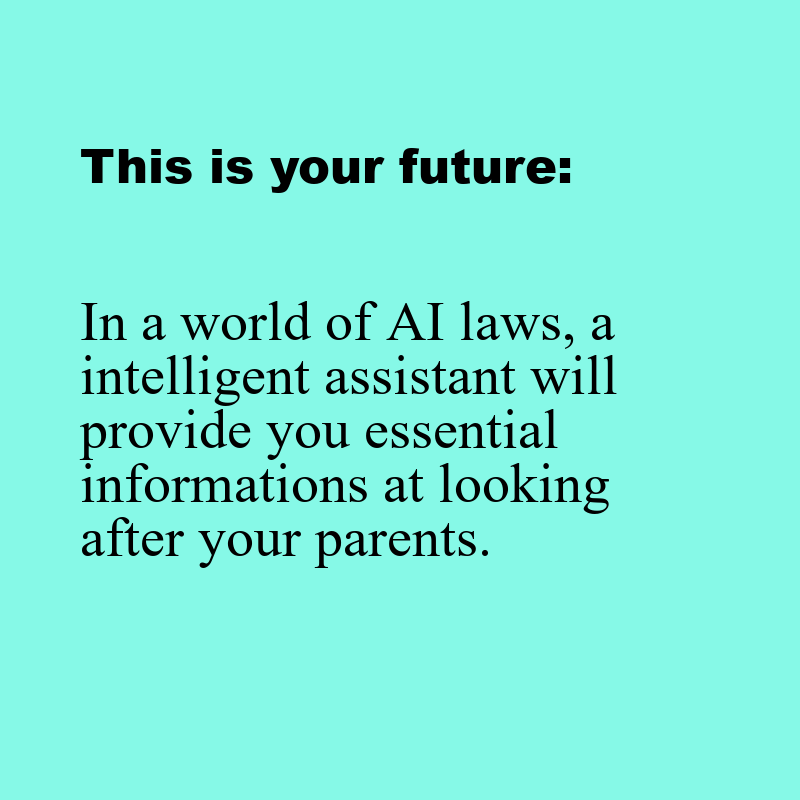 This is your future:
In a world of AI laws, a
intelligent assistant will
provide you essential
informations at looking
after your parents.